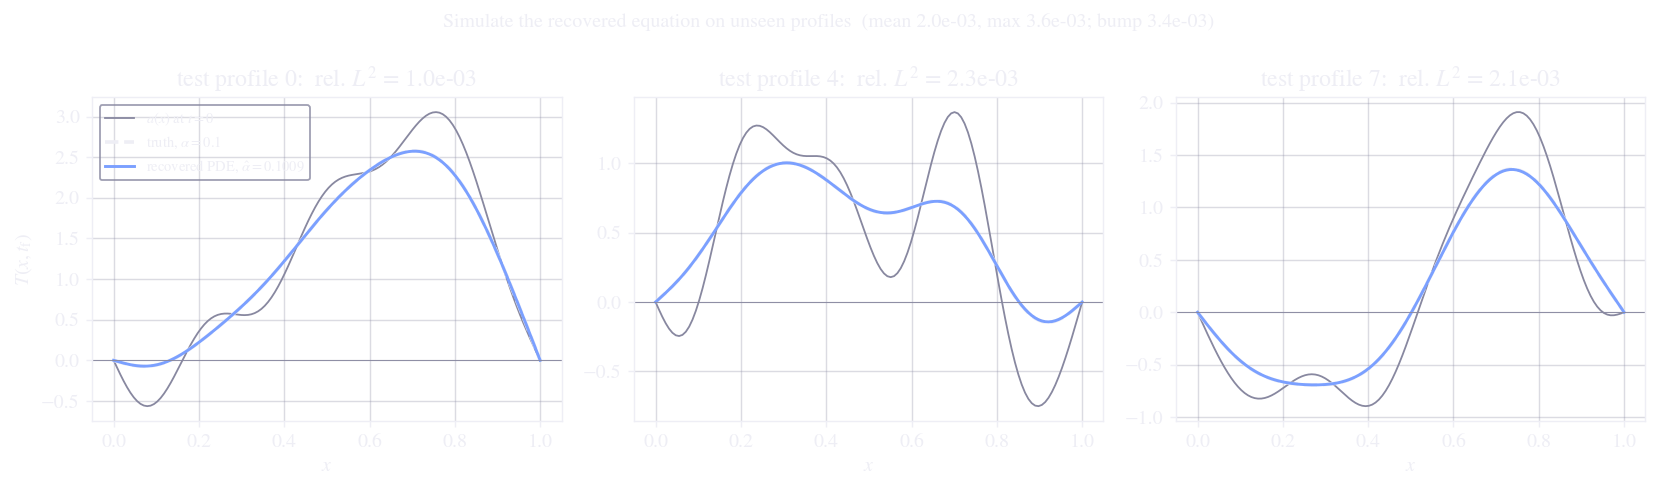 Simulate the recovered equation on unseen profiles (mean 2.0e-03, max 3.6e-03; bump 3.4e-03)
test profile 0: rel. L² = 1.0e-03
3.0
2.5
2.0
1.5
1.0
0.5
0.0
−0.5
truth, α = 0.1
recovered PDE, α̂ = 0.1009
T(x, t)
0.0 0.2 0.4 0.6 0.8 1.0
x
test profile 4: rel. L² = 2.3e-03
1.0
0.5
0.0
−0.5
0.0 0.2 0.4 0.6 0.8 1.0
x
test profile 7: rel. L² = 2.1e-03
2.0
1.5
1.0
0.5
0.0
−0.5
−1.0
0.0 0.2 0.4 0.6 0.8 1.0
x